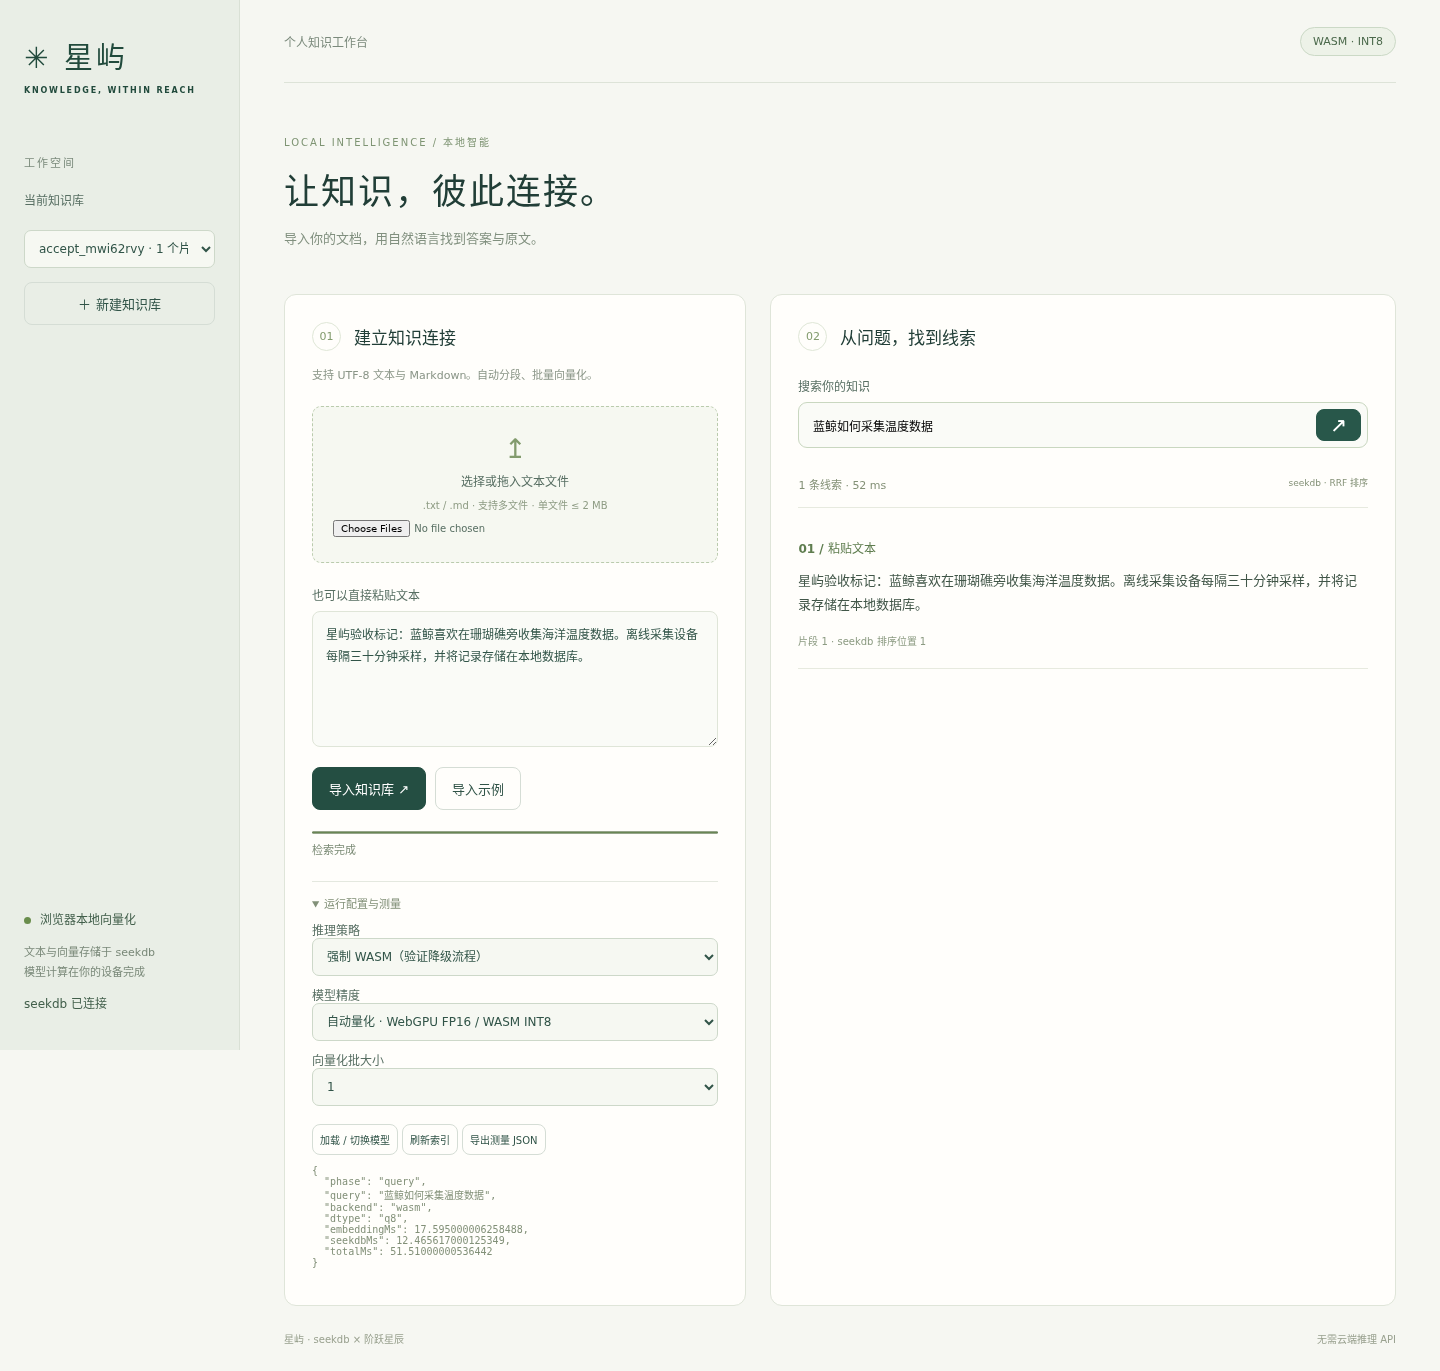 ✳ 星屿
KNOWLEDGE, WITHIN REACH
工作空间
当前知识库
accept_mwi62rvy · 1 个片
＋ 新建知识库
浏览器本地向量化
文本与向量存储于 seekdb
模型计算在你的设备完成
seekdb 已连接
个人知识工作台
WASM · INT8
LOCAL INTELLIGENCE / 本地智能
让知识，彼此连接。
导入你的文档，用自然语言找到答案与原文。
01 建立知识连接
支持 UTF-8 文本与 Markdown。自动分段、批量向量化。
↥
选择或拖入文本文件
.txt / .md · 支持多文件 · 单文件 ≤ 2 MB
Choose Files No file chosen
也可以直接粘贴文本
星屿验收标记：蓝鲸喜欢在珊瑚礁旁收集海洋温度数据。离线采集设备
每隔三十分钟采样，并将记录存储在本地数据库。
导入知识库 ↗ 导入示例
检索完成
▼ 运行配置与测量
推理策略
强制 WASM（验证降级流程）
模型精度
自动量化 · WebGPU FP16 / WASM INT8
向量化批大小
1
加载 / 切换模型 刷新索引 导出测量 JSON
{
  "phase": "query",
  "query": "蓝鲸如何采集温度数据",
  "backend": "wasm",
  "dtype": "q8",
  "embeddingMs": 17.595000006258488,
  "seekdbMs": 12.465617000125349,
  "totalMs": 51.51000000536442
}
02 从问题，找到线索
搜索你的知识
蓝鲸如何采集温度数据 ↗
1 条线索 · 52 ms
seekdb · RRF 排序
01 / 粘贴文本
星屿验收标记：蓝鲸喜欢在珊瑚礁旁收集海洋温度数据。离线采集设备每隔三十分钟采样，并将记
录存储在本地数据库。
片段 1 · seekdb 排序位置 1
星屿 · seekdb × 阶跃星辰
无需云端推理 API